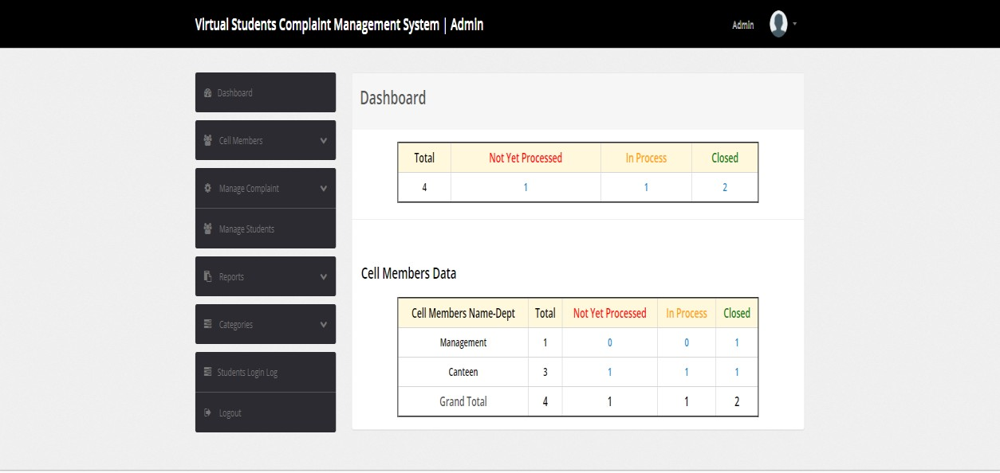 Virtual Students Complaint Management System | Admin
Admin
Dashboard
Cell Members
Manage Complaint
Manage Students
Reports
Categories
Students Login Log
Logout
Dashboard
Total Not Yet Processed In Process Closed
4 1 1 2
Cell Members Data
Cell Members Name-Dept Total Not Yet Processed In Process Closed
Management 1 0 0 1
Canteen 3 1 1 1
Grand Total 4 1 1 2